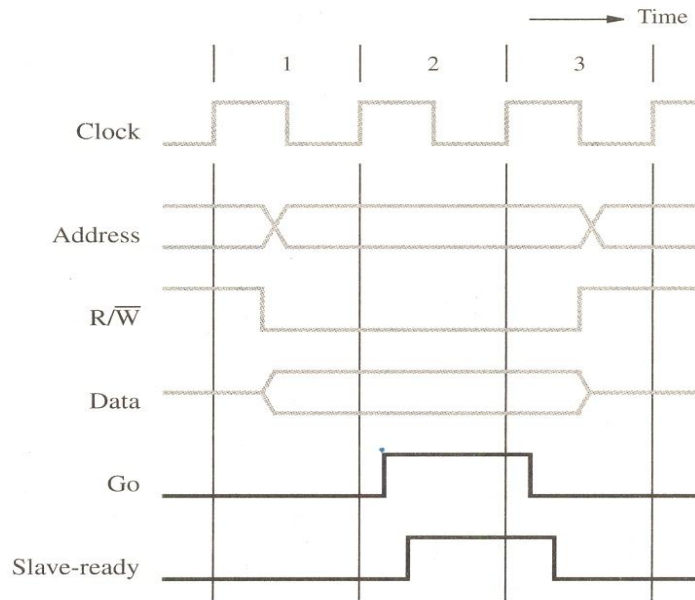 Time
1 2 3
Clock
Address
R/W̅
Data
Go
Slave-ready